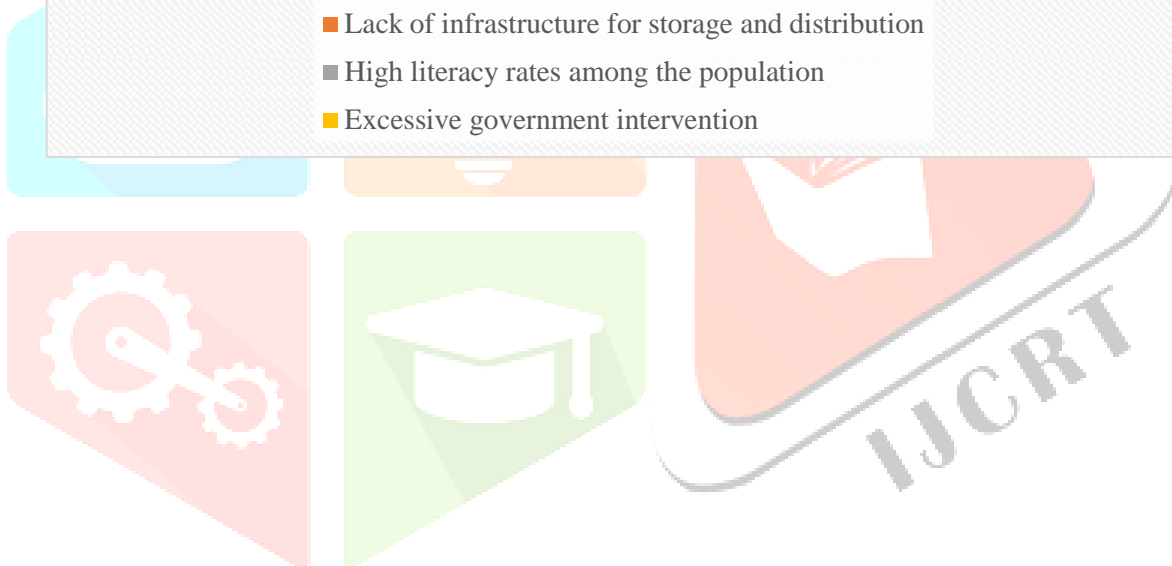 Lack of infrastructure for storage and distribution
High literacy rates among the population
Excessive government intervention
IJCRT